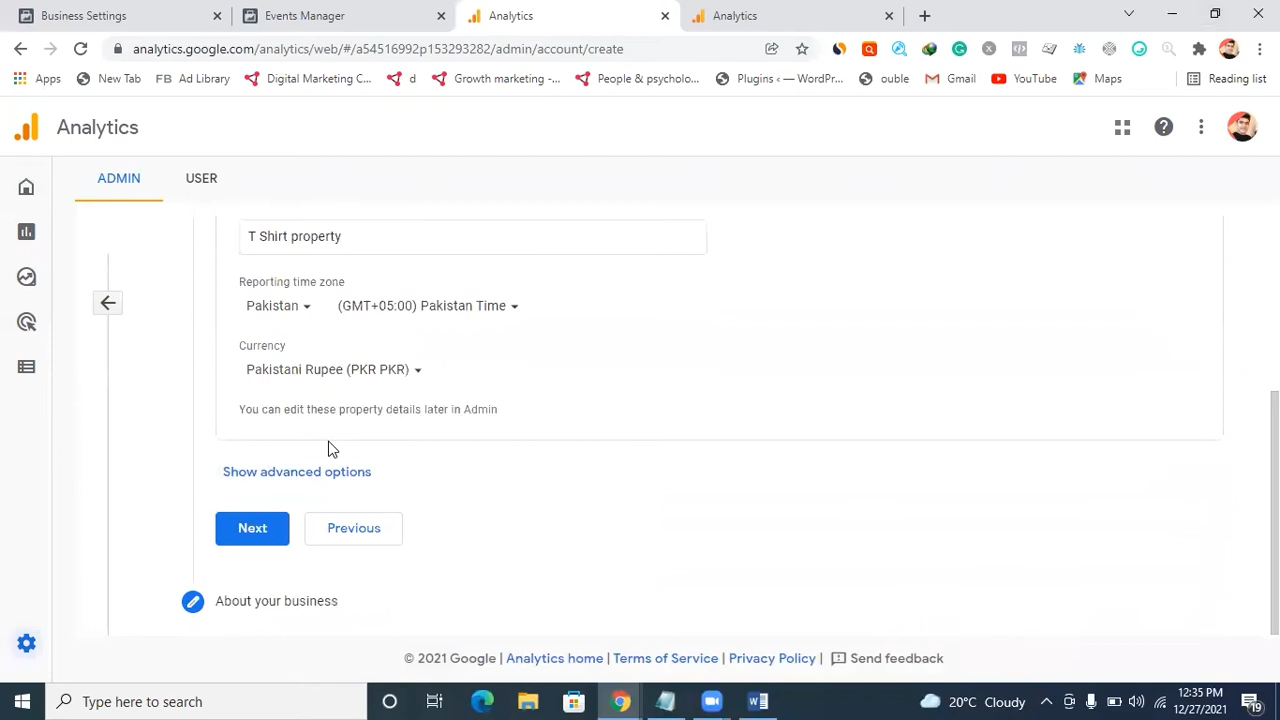 Business Settings
Events Manager
Analytics
Analytics
analytics.google.com/analytics/web/#/a54516992p153293282/admin/account/create
Apps
New Tab
FB Ad Library
Digital Marketing C...
d
Growth marketing -...
People & psycholo...
Plugins ‹ — WordPr...
ouble
Gmail
YouTube
Maps
Reading list
Analytics
ADMIN
USER
T Shirt property
Reporting time zone
Pakistan
(GMT+05:00) Pakistan Time
Currency
Pakistani Rupee (PKR PKR)
You can edit these property details later in Admin
Show advanced options
Next
Previous
About your business
© 2021 Google | Analytics home | Terms of Service | Privacy Policy | Send feedback
Type here to search
20°C Cloudy
12:35 PM
12/27/2021
19